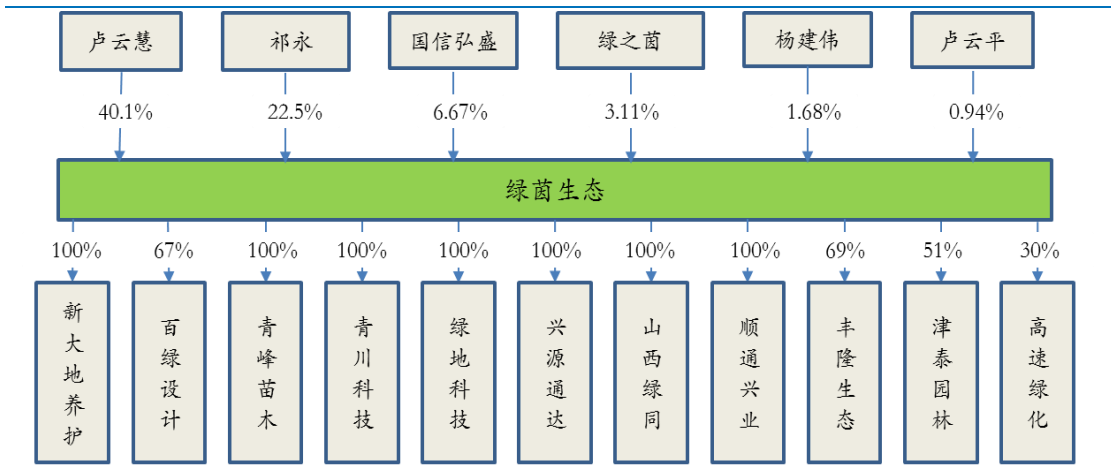 卢云慧 祁永 国信弘盛 绿之茵 杨建伟 卢云平
40.1% 22.5% 6.67% 3.11% 1.68% 0.94%
绿茵生态
100% 67% 100% 100% 100% 100% 100% 100% 69% 51% 30%
新大地养护
百绿设计
青峰苗木
青川科技
绿地科技
兴源通达
山西绿同
顺通兴业
丰隆生态
津泰园林
高速绿化